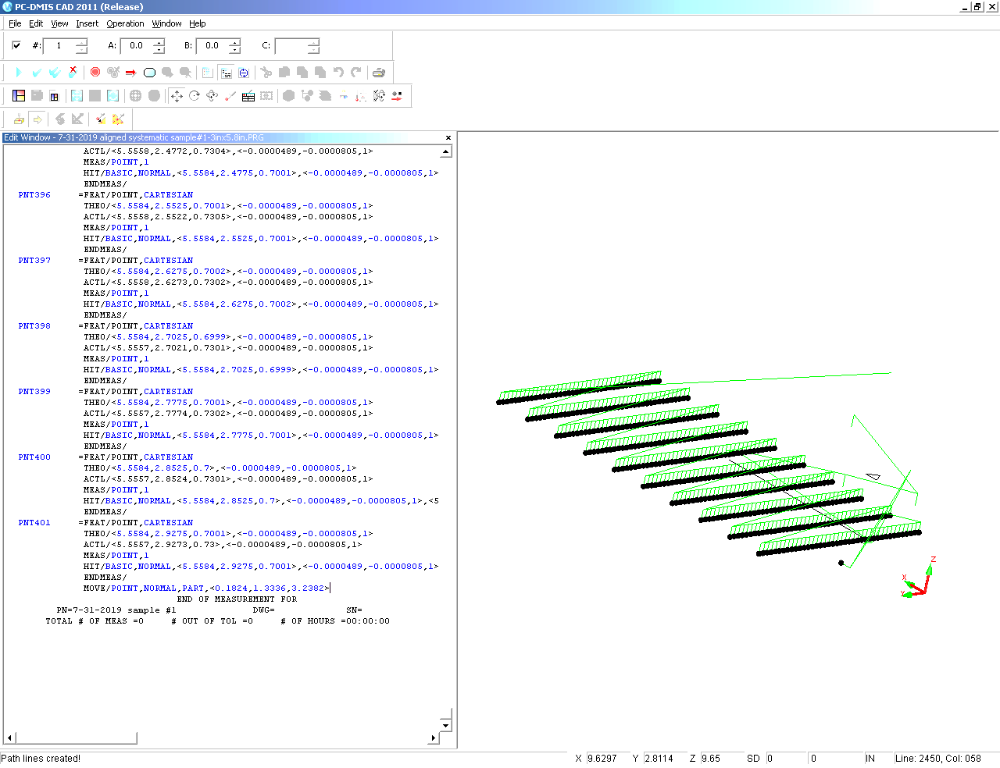 PC-DMIS CAD 2011 (Release)
File Edit View Insert Operation Window Help
#: 1 A: 0.0 B: 0.0 C:
Edit Window - 7-31-2019 aligned systematic sample#1-3inx5.8in.PRG
ACTL/<5.5558,2.4772,0.7304>,<-0.0000489,-0.0000805,1>
MEAS/POINT,1
HIT/BASIC,NORMAL,<5.5584,2.4775,0.7001>,<-0.0000489,-0.0000805,1>
ENDMEAS/
PNT396 =FEAT/POINT,CARTESIAN
THEO/<5.5584,2.5525,0.7001>,<-0.0000489,-0.0000805,1>
ACTL/<5.5558,2.5522,0.7305>,<-0.0000489,-0.0000805,1>
MEAS/POINT,1
HIT/BASIC,NORMAL,<5.5584,2.5525,0.7001>,<-0.0000489,-0.0000805,1>
ENDMEAS/
PNT397 =FEAT/POINT,CARTESIAN
THEO/<5.5584,2.6275,0.7002>,<-0.0000489,-0.0000805,1>
ACTL/<5.5558,2.6273,0.7302>,<-0.0000489,-0.0000805,1>
MEAS/POINT,1
HIT/BASIC,NORMAL,<5.5584,2.6275,0.7002>,<-0.0000489,-0.0000805,1>
ENDMEAS/
PNT398 =FEAT/POINT,CARTESIAN
THEO/<5.5584,2.7025,0.6999>,<-0.0000489,-0.0000805,1>
ACTL/<5.5557,2.7021,0.7301>,<-0.0000489,-0.0000805,1>
MEAS/POINT,1
HIT/BASIC,NORMAL,<5.5584,2.7025,0.6999>,<-0.0000489,-0.0000805,1>
ENDMEAS/
PNT399 =FEAT/POINT,CARTESIAN
THEO/<5.5584,2.7775,0.7001>,<-0.0000489,-0.0000805,1>
ACTL/<5.5557,2.7774,0.7302>,<-0.0000489,-0.0000805,1>
MEAS/POINT,1
HIT/BASIC,NORMAL,<5.5584,2.7775,0.7001>,<-0.0000489,-0.0000805,1>
ENDMEAS/
PNT400 =FEAT/POINT,CARTESIAN
THEO/<5.5584,2.8525,0.7>,<-0.0000489,-0.0000805,1>
ACTL/<5.5557,2.8524,0.7301>,<-0.0000489,-0.0000805,1>
MEAS/POINT,1
HIT/BASIC,NORMAL,<5.5584,2.8525,0.7>,<-0.0000489,-0.0000805,1>,<5
ENDMEAS/
PNT401 =FEAT/POINT,CARTESIAN
THEO/<5.5584,2.9275,0.7001>,<-0.0000489,-0.0000805,1>
ACTL/<5.5557,2.9273,0.73>,<-0.0000489,-0.0000805,1>
MEAS/POINT,1
HIT/BASIC,NORMAL,<5.5584,2.9275,0.7001>,<-0.0000489,-0.0000805,1>
ENDMEAS/
MOVE/POINT,NORMAL,PART,<0.1824,1.3336,3.2382>
END OF MEASUREMENT FOR
PN=7-31-2019 sample #1 DWG= SN=
TOTAL # OF MEAS =0 # OUT OF TOL =0 # OF HOURS =00:00:00
Z
X
Y
Path lines created! X 9.6297 Y 2.8114 Z 9.65 SD 0 0 IN Line: 2450, Col: 058